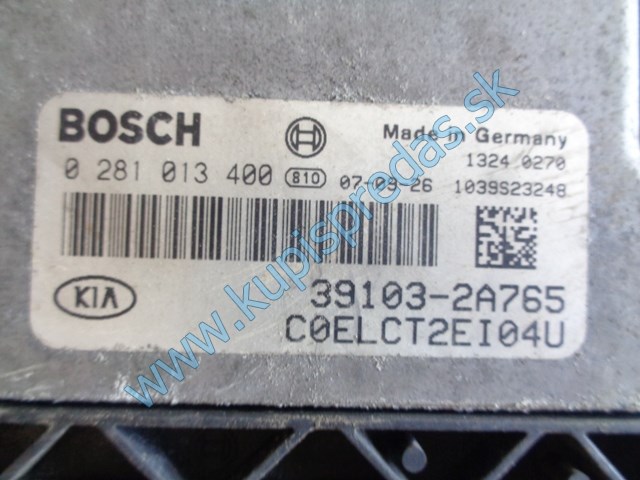 BOSCH
Made in Germany
1324 0270
0 281 013 400 810 07-09-26 1039S23248
KIA
39103-2A765
C0ELCT2EI04U
www.kupispredas.sk